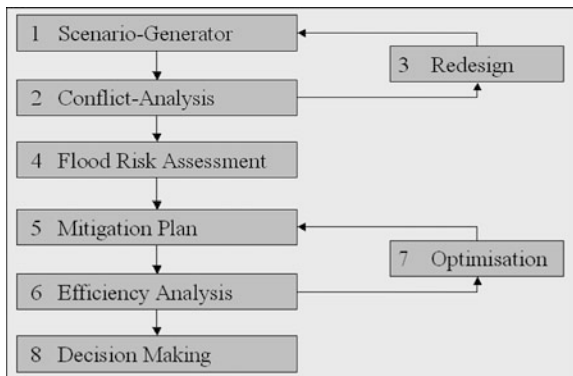 1 Scenario-Generator
3 Redesign
2 Conflict-Analysis
4 Flood Risk Assessment
5 Mitigation Plan
7 Optimisation
6 Efficiency Analysis
8 Decision Making